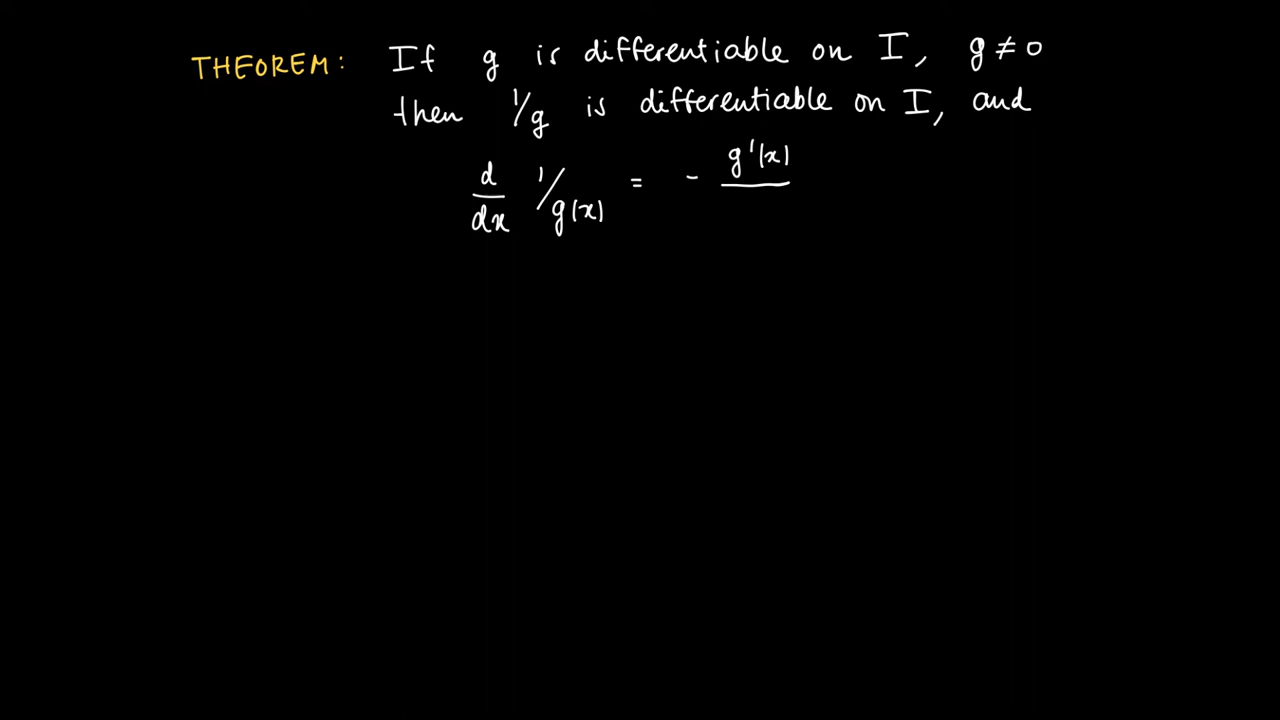 THEOREM: If g is differentiable on I, g ≠ 0
then 1/g is differentiable on I, and
d/dx 1/g(x) = - g'(x)/